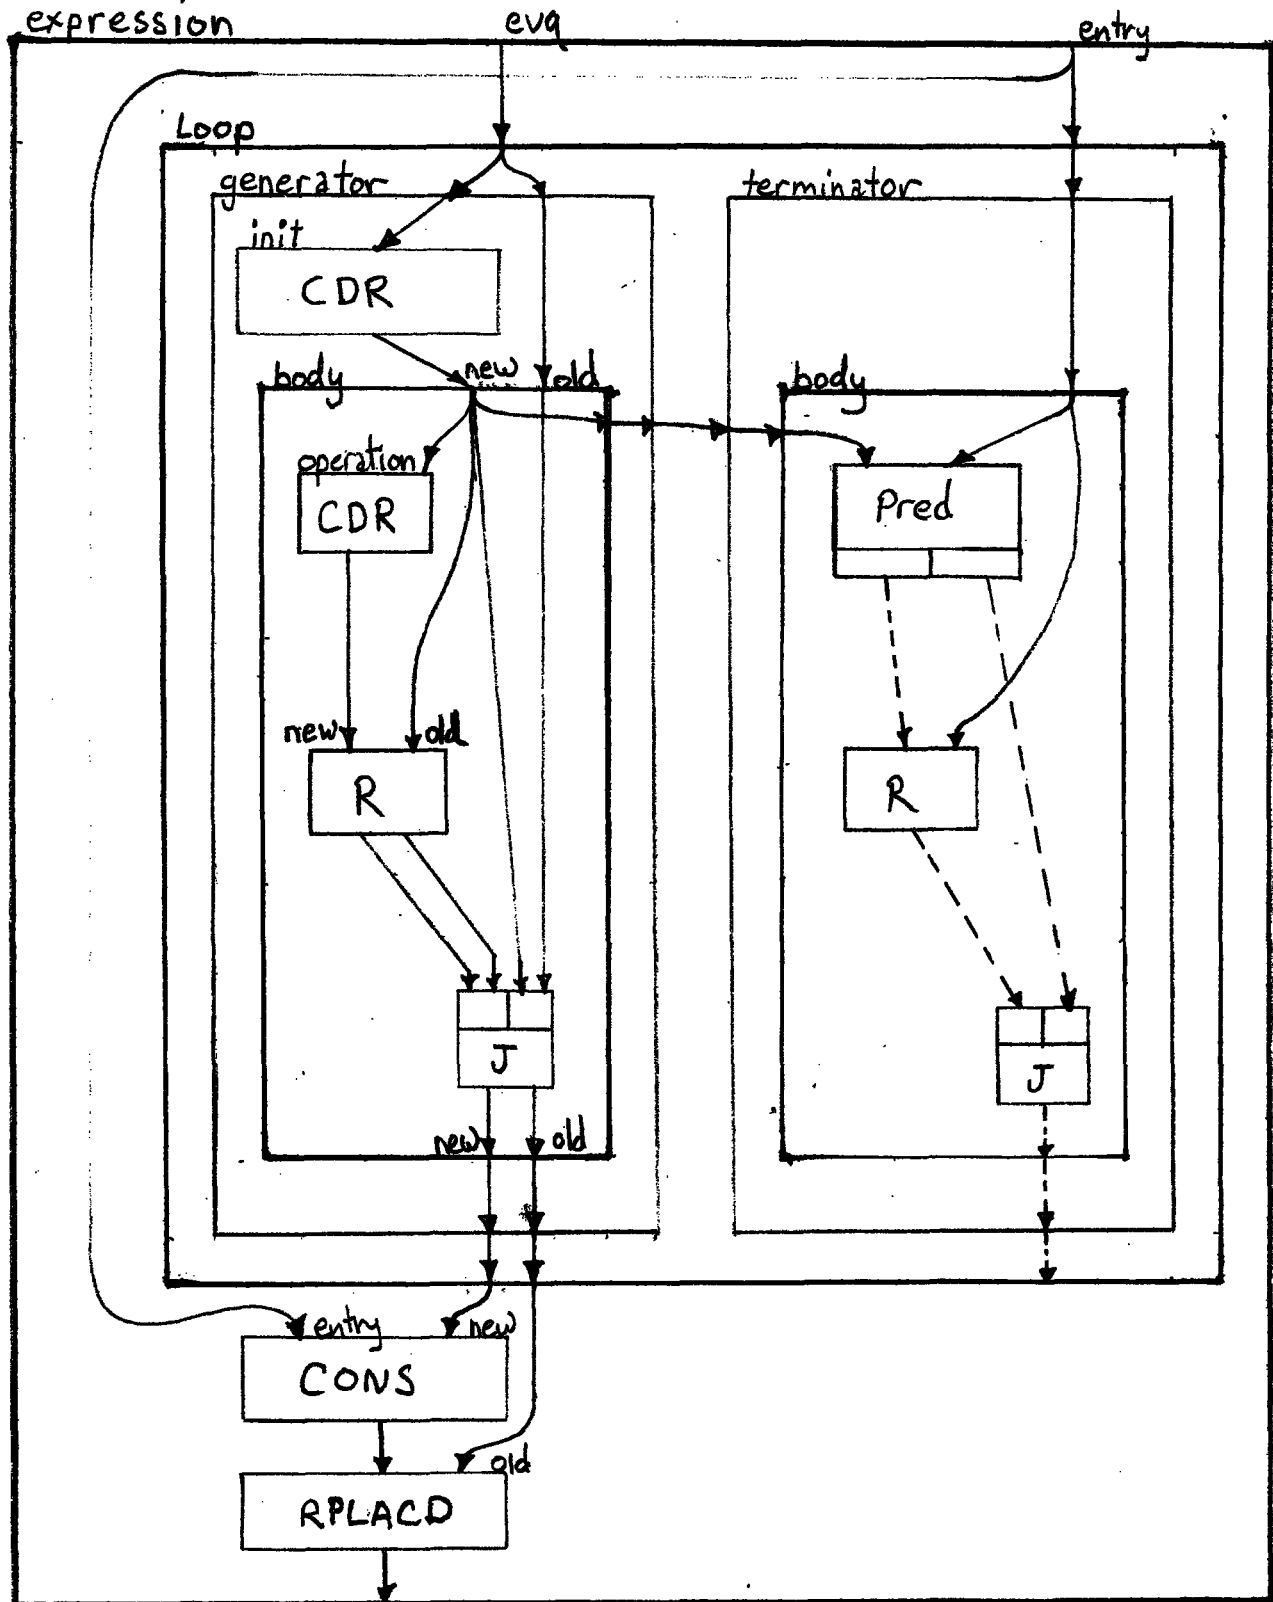 expression evq entry
Loop
generator terminator
init
CDR
body new old body
operation
CDR Pred
new old
R R
J J
new old
entry new
CONS
old
RPLACD